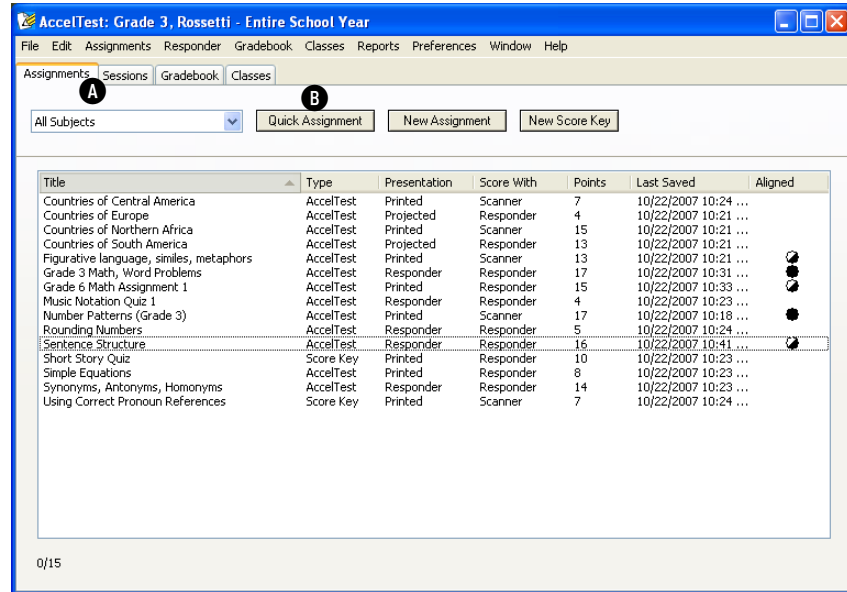 AccelTest: Grade 3, Rossetti - Entire School Year
File Edit Assignments Responder Gradebook Classes Reports Preferences Window Help
Assignments Sessions Gradebook Classes
A B
All Subjects Quick Assignment New Assignment New Score Key
Title Type Presentation Score With Points Last Saved Aligned
Countries of Central America AccelTest Printed Scanner 7 10/22/2007 10:24 ...
Countries of Europe AccelTest Projected Responder 4 10/22/2007 10:21 ...
Countries of Northern Africa AccelTest Printed Scanner 15 10/22/2007 10:21 ...
Countries of South America AccelTest Projected Responder 13 10/22/2007 10:21 ...
Figurative language, similes, metaphors AccelTest Printed Scanner 13 10/22/2007 10:21 ...
Grade 3 Math, Word Problems AccelTest Responder Responder 17 10/22/2007 10:31 ...
Grade 6 Math Assignment 1 AccelTest Printed Responder 15 10/22/2007 10:33 ...
Music Notation Quiz 1 AccelTest Responder Responder 4 10/22/2007 10:23 ...
Number Patterns (Grade 3) AccelTest Printed Scanner 17 10/22/2007 10:18 ...
Rounding Numbers AccelTest Responder Responder 5 10/22/2007 10:24 ...
Sentence Structure AccelTest Printed Responder 16 10/22/2007 10:41 ...
Short Story Quiz Score Key Printed Responder 10 10/22/2007 10:23 ...
Simple Equations AccelTest Printed Responder 8 10/22/2007 10:23 ...
Synonyms, Antonyms, Homonyms AccelTest Responder Responder 14 10/22/2007 10:23 ...
Using Correct Pronoun References Score Key Printed Scanner 7 10/22/2007 10:24 ...
0/15